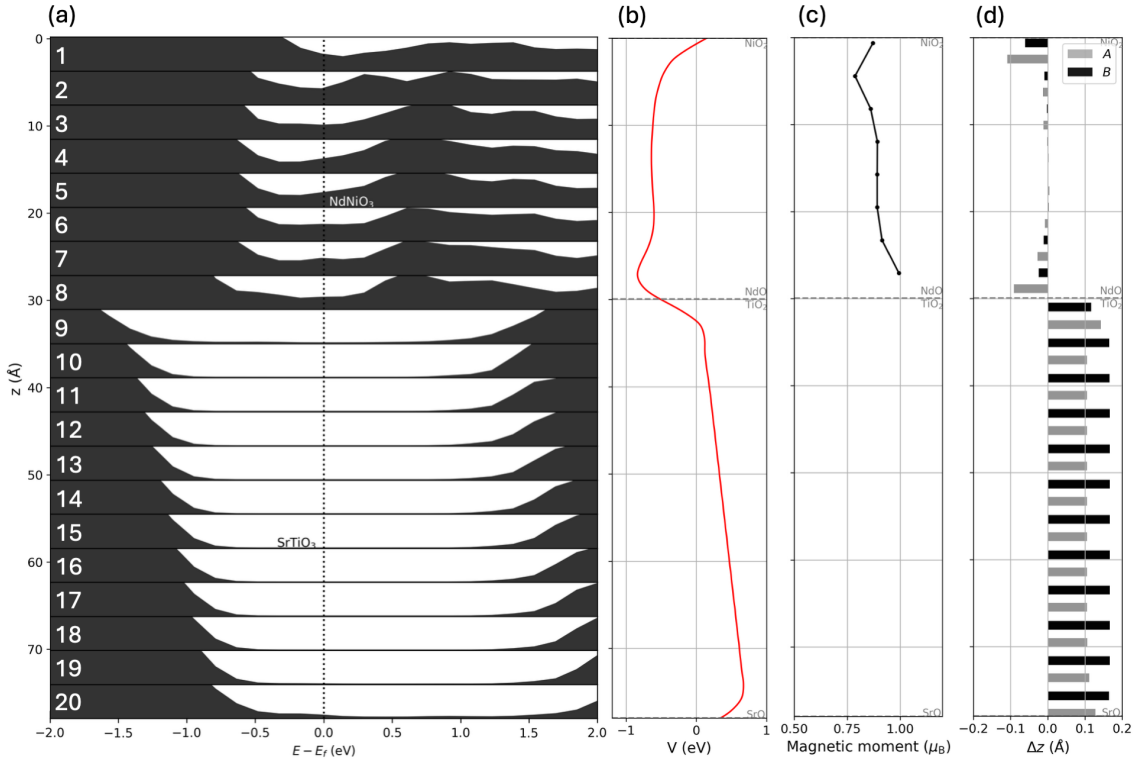 (a)
(b)
(c)
(d)
0
10
20
30
40
50
60
70
z (Å)
1
2
3
4
5
6
7
8
9
10
11
12
13
14
15
16
17
18
19
20
NdNiO₃
SrTiO₃
−2.0 −1.5 −1.0 −0.5 0.0 0.5 1.0 1.5 2.0
E − E_f (eV)
NiO₂
NdO
TiO₂
SrO
−1 0 1
V (eV)
NiO₂
NdO
TiO₂
0.50 0.75 1.00
Magnetic moment (μ_B)
NiO₂
A
B
NdO
TiO₂
SrO
−0.2 −0.1 0.0 0.1 0.2
Δz (Å)